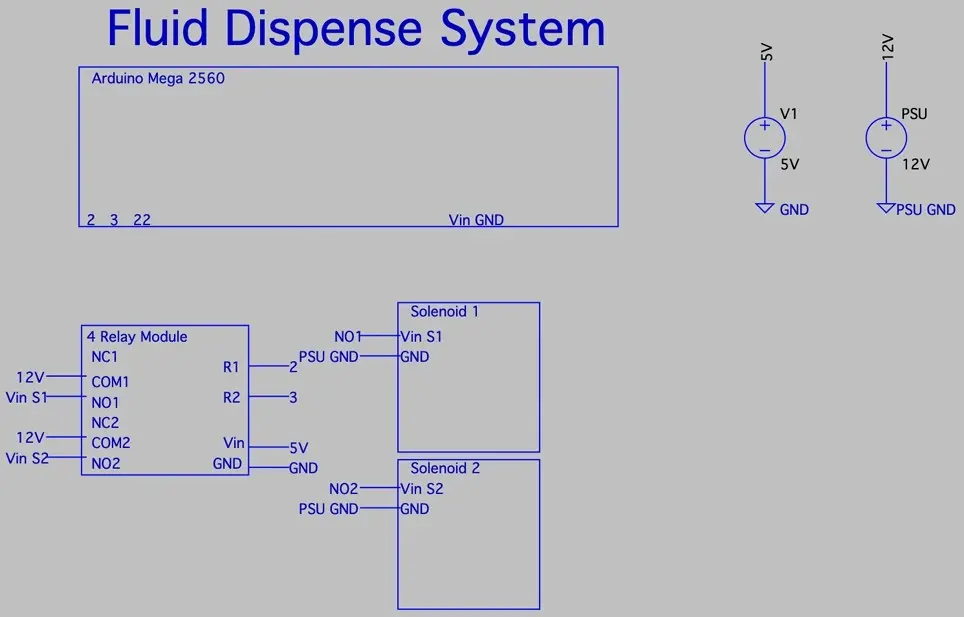 Fluid Dispense System
Arduino Mega 2560
2 3 22
Vin GND
5V
V1
+
−
5V
GND
12V
PSU
+
−
12V
PSU GND
4 Relay Module
NC1
12V
COM1
Vin S1
NO1
NC2
12V
COM2
Vin S2
NO2
R1
2
R2
3
Vin
5V
GND
GND
Solenoid 1
NO1
Vin S1
PSU GND
GND
Solenoid 2
NO2
Vin S2
PSU GND
GND